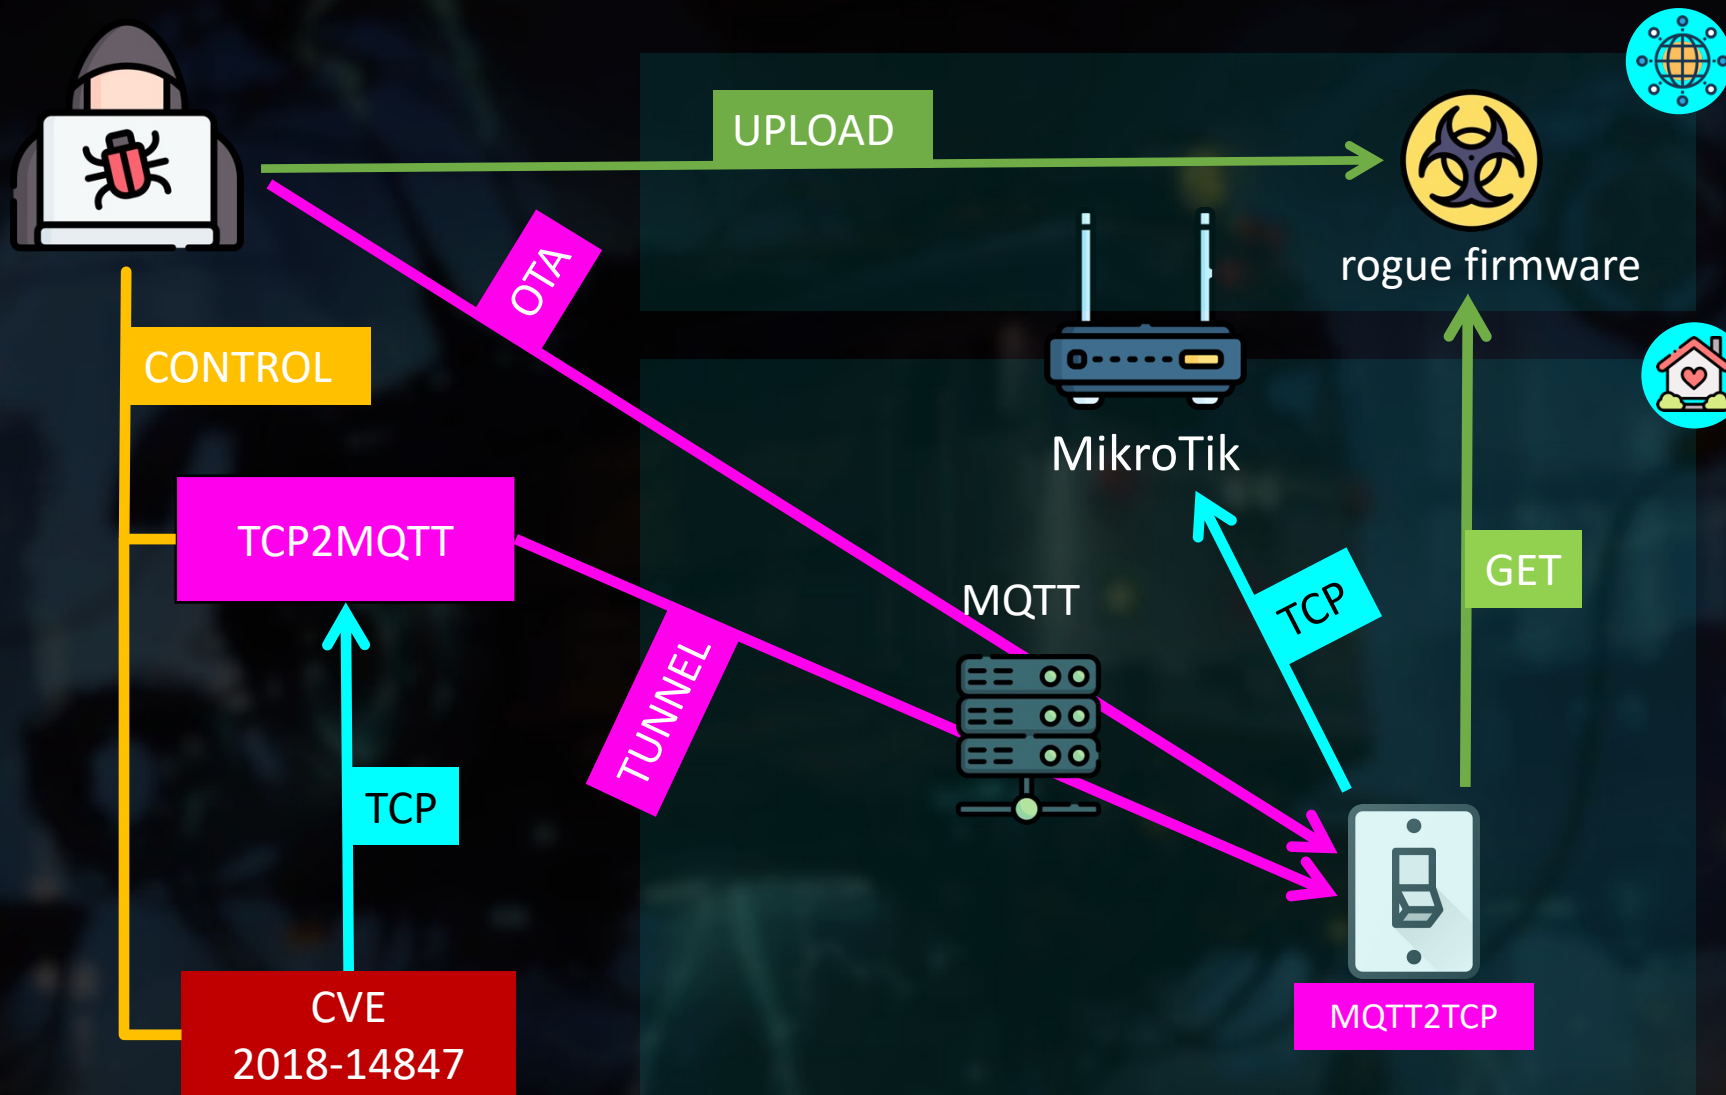 UPLOAD
rogue firmware
OTA
CONTROL
MikroTik
TCP2MQTT
GET
MQTT
TCP
TUNNEL
TCP
CVE
2018-14847
MQTT2TCP